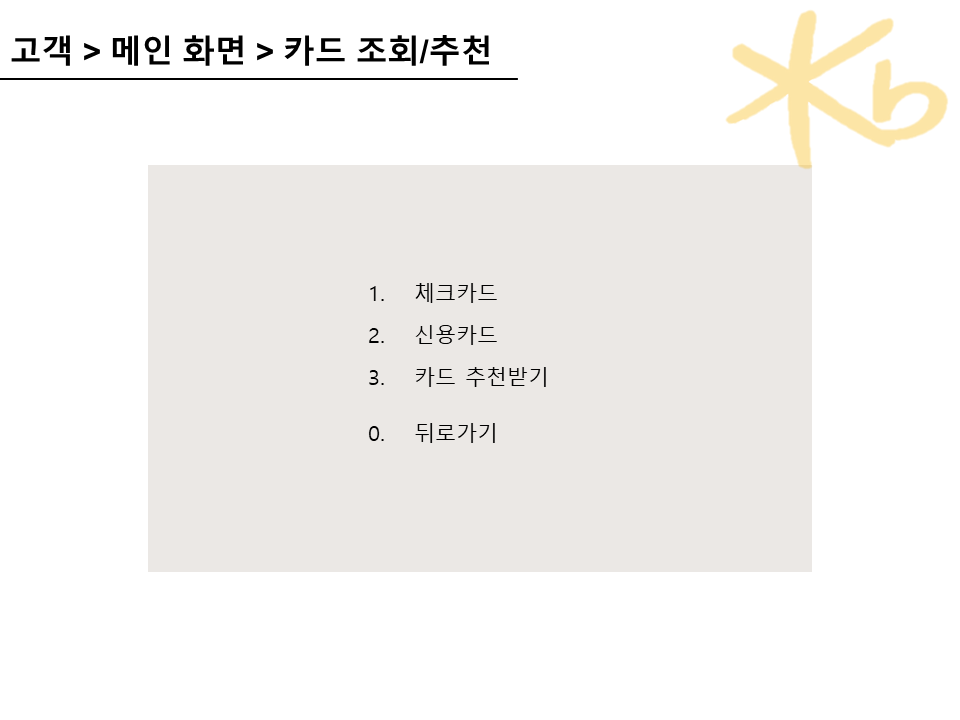 고객 > 메인 화면 > 카드 조회/추천
Kb
1. 체크카드
2. 신용카드
3. 카드 추천받기
0. 뒤로가기